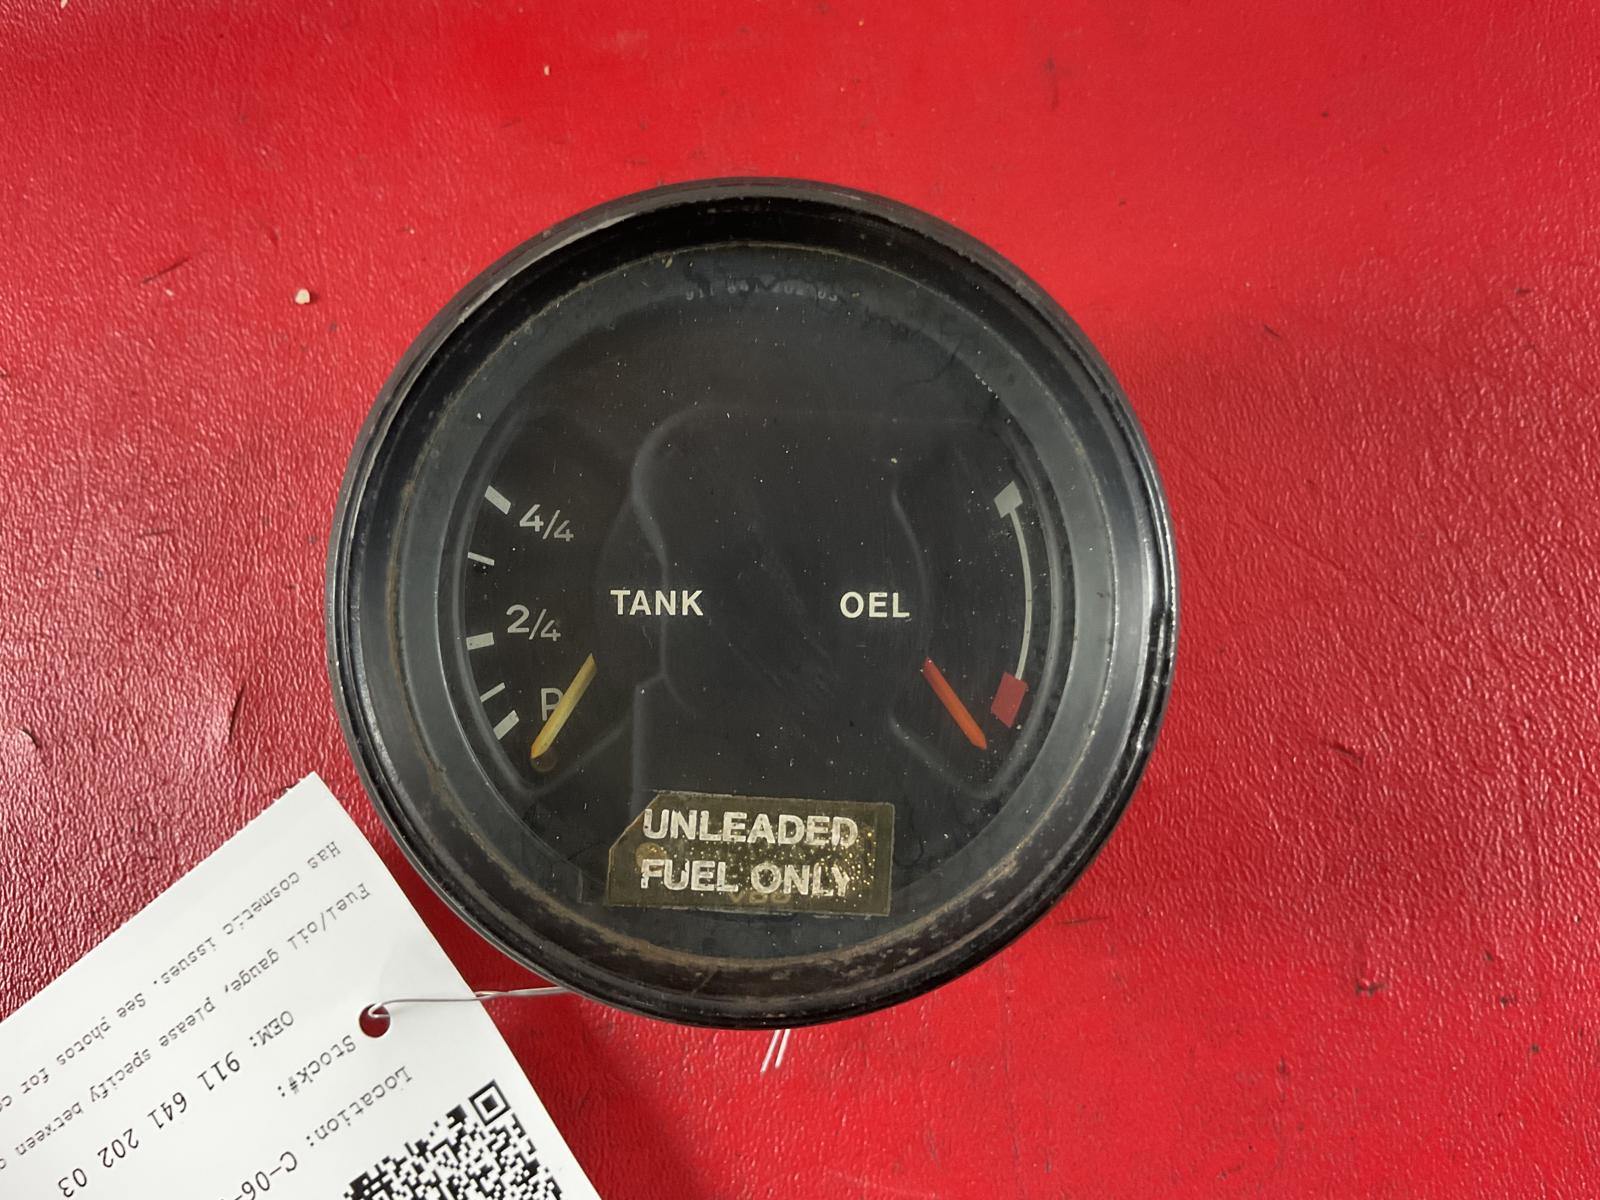 4/4
2/4
R
TANK
OEL
UNLEADED
FUEL ONLY
Location: C-06-
Stock#:
OEM: 911 641 202 03
Fuel/oil gauge, please specify between
Has cosmetic issues. See photos for